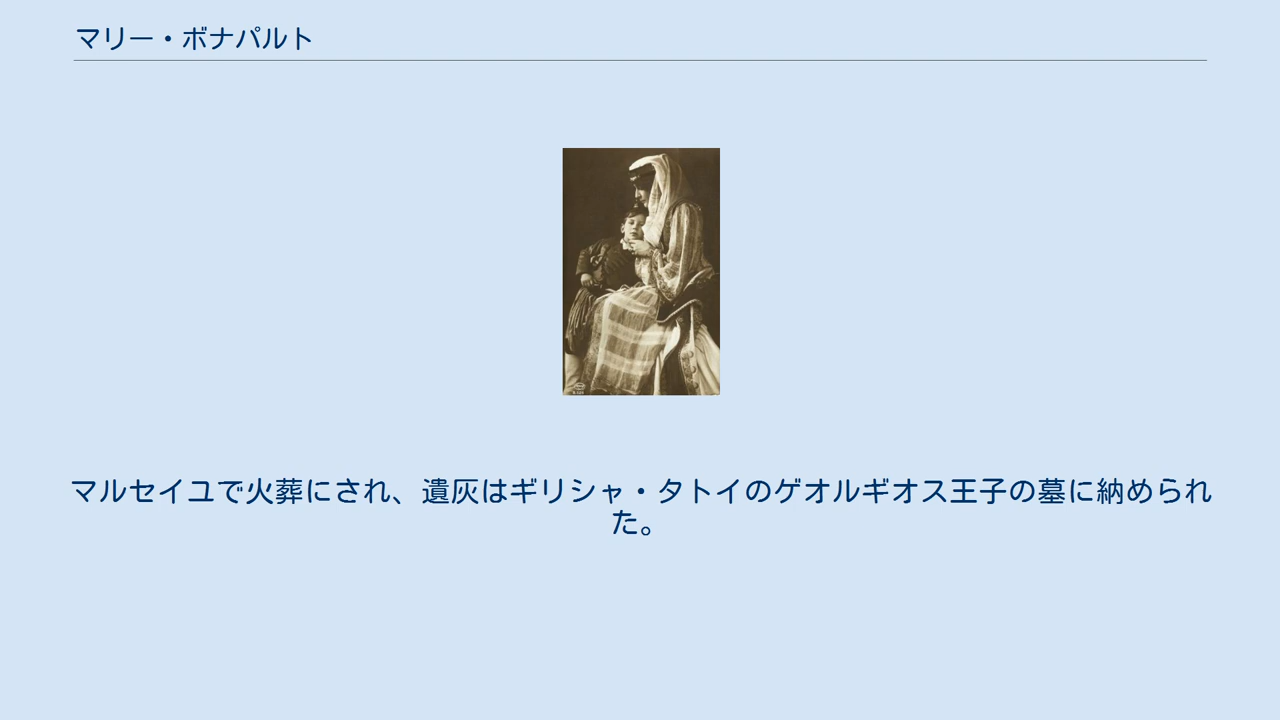 マリー・ボナパルト
マルセイユで火葬にされ、遺灰はギリシャ・タトイのゲオルギオス王子の墓に納められ
た。